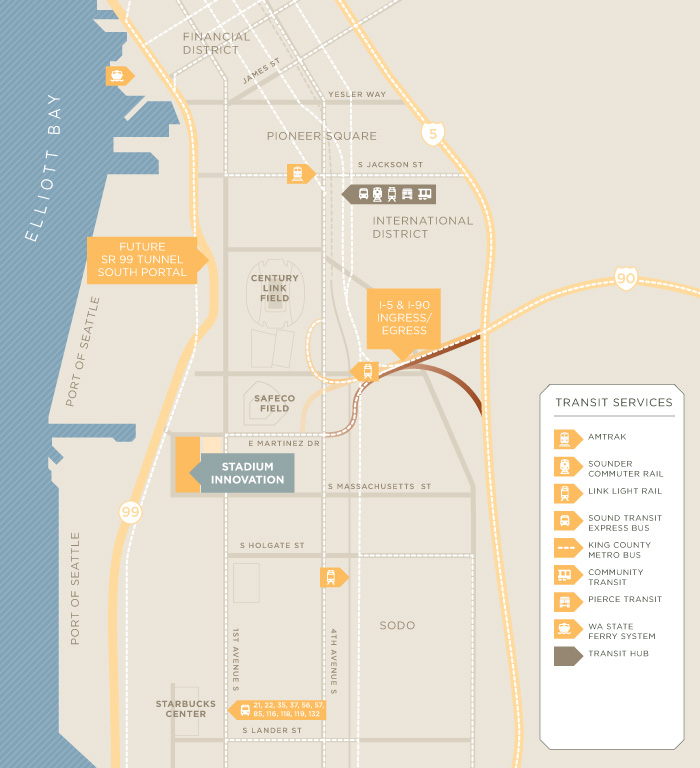 FINANCIAL
DISTRICT
JAMES ST
YESLER WAY
ELLIOTT BAY
PIONEER SQUARE
5
S JACKSON ST
INTERNATIONAL
DISTRICT
FUTURE
SR 99 TUNNEL
SOUTH PORTAL
CENTURY
LINK
FIELD
90
I-5 & I-90
INGRESS/
EGRESS
PORT OF SEATTLE
SAFECO
FIELD
E MARTINEZ DR
STADIUM
INNOVATION
S MASSACHUSETTS ST
99
S HOLGATE ST
PORT OF SEATTLE
SODO
1ST AVENUE S
4TH AVENUE S
STARBUCKS
CENTER
21, 22, 35, 37, 56, 57,
85, 116, 118, 119, 132
S LANDER ST
TRANSIT SERVICES
AMTRAK
SOUNDER
COMMUTER RAIL
LINK LIGHT RAIL
SOUND TRANSIT
EXPRESS BUS
KING COUNTY
METRO BUS
COMMUNITY
TRANSIT
PIERCE TRANSIT
WA STATE
FERRY SYSTEM
TRANSIT HUB